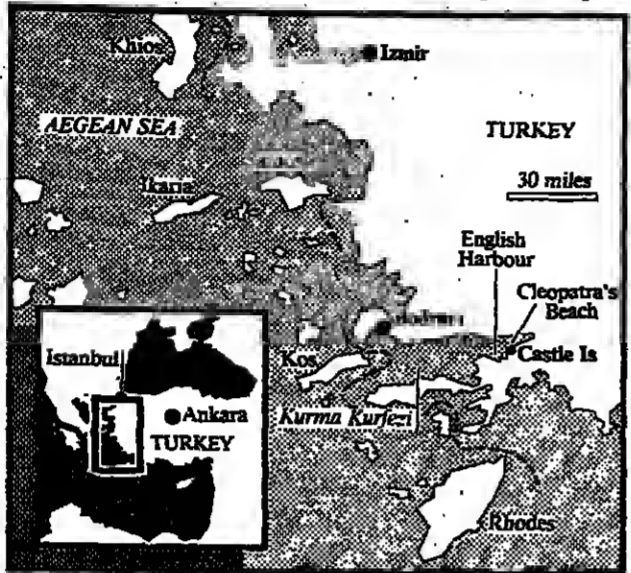 Khios
Izmir
AEGEAN SEA
TURKEY
30 miles
Ikaria
English
Harbour
Cleopatra's
Beach
Castle Is
Istanbul
Kos
Ankara
TURKEY
Kurma Kurfezi
Rhodes